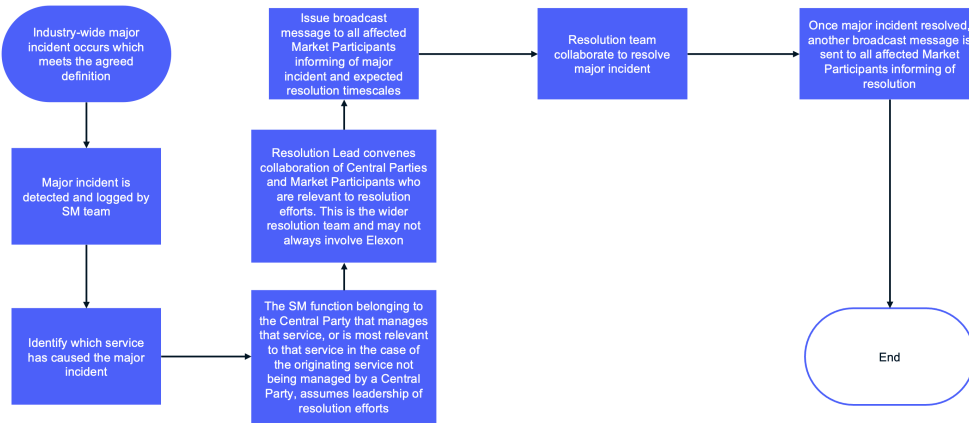 Industry-wide major
incident occurs which
meets the agreed
definition
Major incident is
detected and logged by
SM team
Identify which service
has caused the major
incident
The SM function belonging to
the Central Party that manages
that service, or is most relevant
to that service in the case of
the originating service not
being managed by a Central
Party, assumes leadership of
resolution efforts
Resolution Lead convenes
collaboration of Central Parties
and Market Participants who
are relevant to resolution
efforts. This is the wider
resolution team and may not
always involve Elexon
Issue broadcast
message to all affected
Market Participants
informing of major
incident and expected
resolution timescales
Resolution team
collaborate to resolve
major incident
Once major incident resolved,
another broadcast message is
sent to all affected Market
Participants informing of
resolution
End